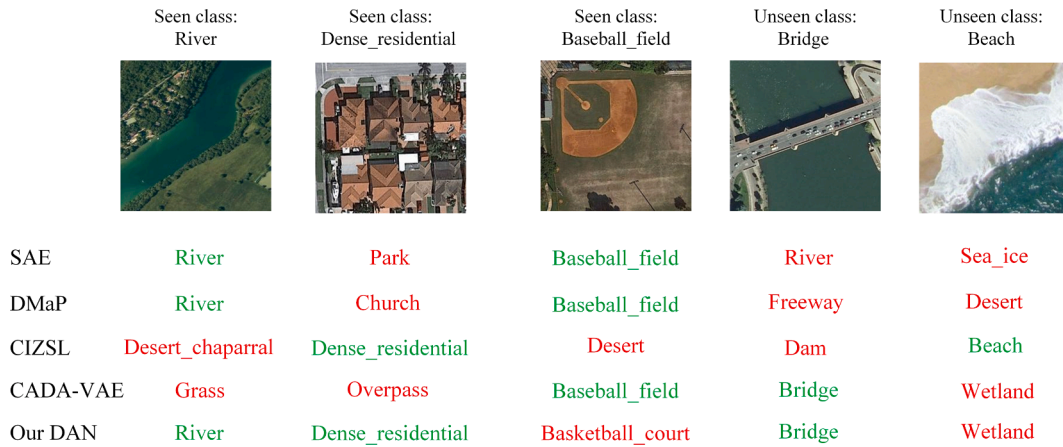 Seen class: Seen class: Seen class: Unseen class: Unseen class:
River Dense_residential Baseball_field Bridge Beach
SAE River Park Baseball_field River Sea_ice
DMaP River Church Baseball_field Freeway Desert
CIZSL Desert_chaparral Dense_residential Desert Dam Beach
CADA-VAE Grass Overpass Baseball_field Bridge Wetland
Our DAN River Dense_residential Basketball_court Bridge Wetland